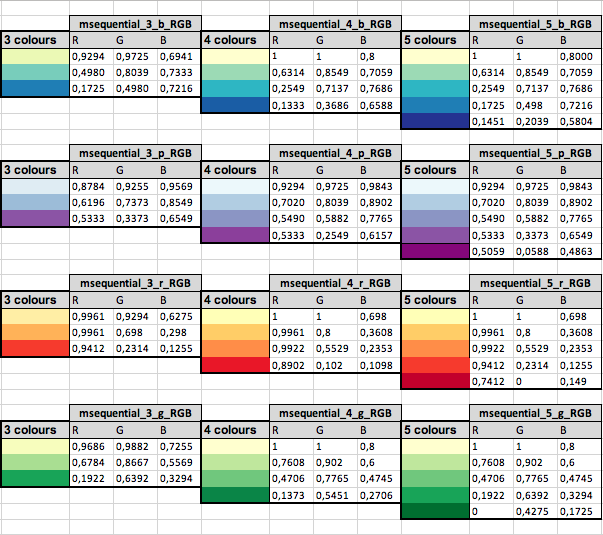 msequential_3_b_RGB msequential_4_b_RGB msequential_5_b_RGB
3 colours R G B 4 colours R G B 5 colours R G B
0,9294 0,9725 0,6941 1 1 0,8 1 1 0,8000
0,4980 0,8039 0,7333 0,6314 0,8549 0,7059 0,6314 0,8549 0,7059
0,1725 0,4980 0,7216 0,2549 0,7137 0,7686 0,2549 0,7137 0,7686
0,1333 0,3686 0,6588 0,1725 0,498 0,7216
0,1451 0,2039 0,5804
msequential_3_p_RGB msequential_4_p_RGB msequential_5_p_RGB
3 colours R G B 4 colours R G B 5 colours R G B
0,8784 0,9255 0,9569 0,9294 0,9725 0,9843 0,9294 0,9725 0,9843
0,6196 0,7373 0,8549 0,7020 0,8039 0,8902 0,7020 0,8039 0,8902
0,5333 0,3373 0,6549 0,5490 0,5882 0,7765 0,5490 0,5882 0,7765
0,5333 0,2549 0,6157 0,5333 0,3373 0,6549
0,5059 0,0588 0,4863
msequential_3_r_RGB msequential_4_r_RGB msequential_5_r_RGB
3 colours R G B 4 colours R G B 5 colours R G B
0,9961 0,9294 0,6275 1 1 0,698 1 1 0,698
0,9961 0,698 0,298 0,9961 0,8 0,3608 0,9961 0,8 0,3608
0,9412 0,2314 0,1255 0,9922 0,5529 0,2353 0,9922 0,5529 0,2353
0,8902 0,102 0,1098 0,9412 0,2314 0,1255
0,7412 0 0,149
msequential_3_g_RGB msequential_4_g_RGB msequential_5_g_RGB
3 colours R G B 4 colours R G B 5 colours R G B
0,9686 0,9882 0,7255 1 1 0,8 1 1 0,8
0,6784 0,8667 0,5569 0,7608 0,902 0,6 0,7608 0,902 0,6
0,1922 0,6392 0,3294 0,4706 0,7765 0,4745 0,4706 0,7765 0,4745
0,1373 0,5451 0,2706 0,1922 0,6392 0,3294
0 0,4275 0,1725